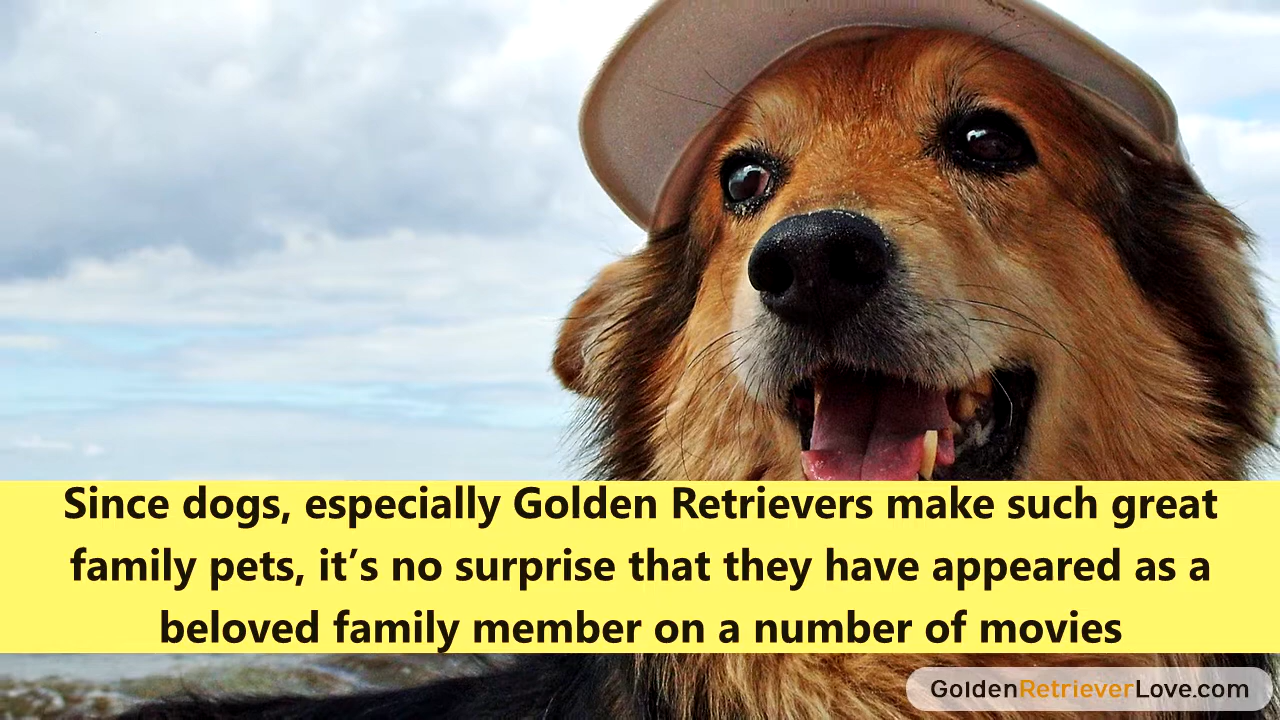 Since dogs, especially Golden Retrievers make such great
family pets, it’s no surprise that they have appeared as a
beloved family member on a number of movies
GoldenRetrieverLove.com